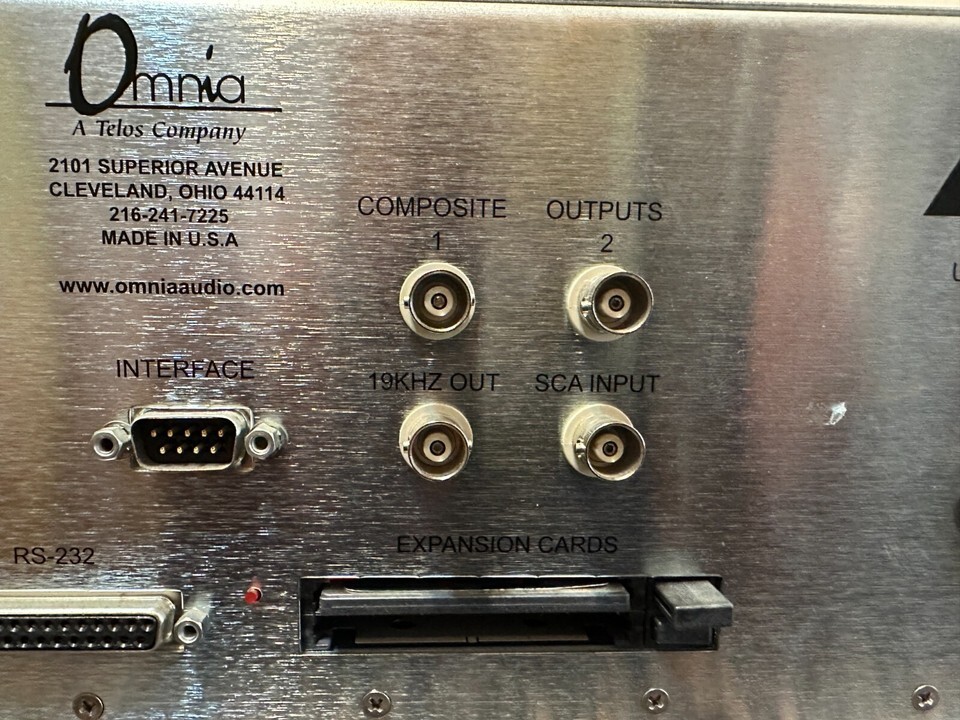 Omnia
A Telos Company
2101 SUPERIOR AVENUE
CLEVELAND, OHIO 44114
216-241-7225
MADE IN U.S.A
www.omniaaudio.com
COMPOSITE OUTPUTS
1 2
INTERFACE
19KHZ OUT SCA INPUT
RS-232
EXPANSION CARDS